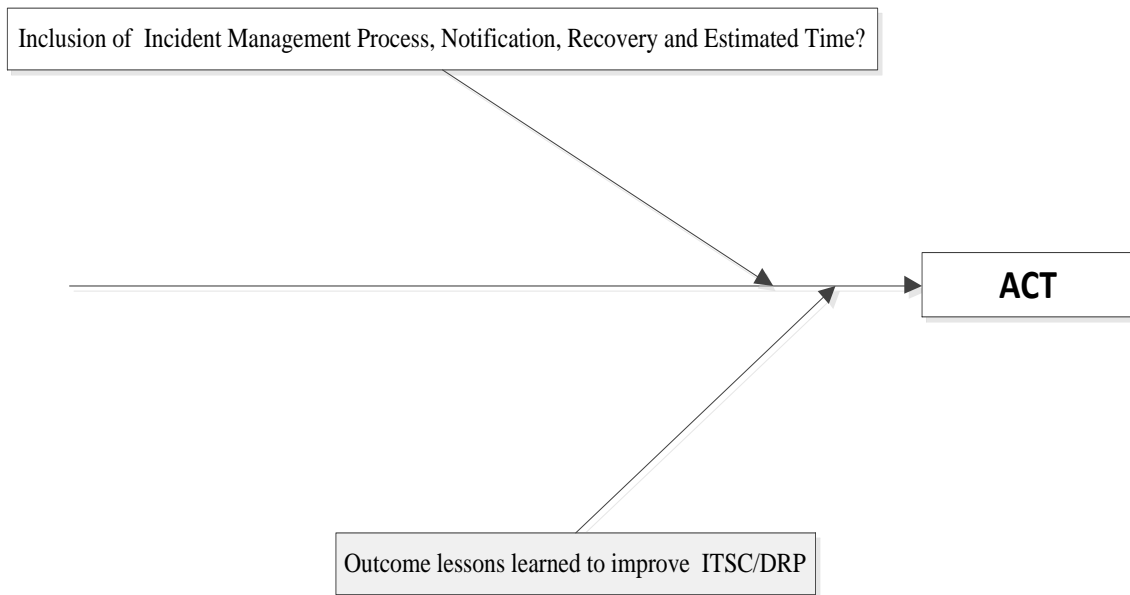 Inclusion of Incident Management Process, Notification, Recovery and Estimated Time?
ACT
Outcome lessons learned to improve ITSC/DRP